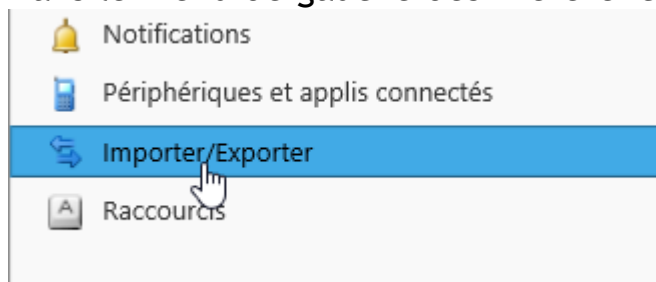 Notifications
Périphériques et applis connectés
Importer/Exporter
A Raccourcis